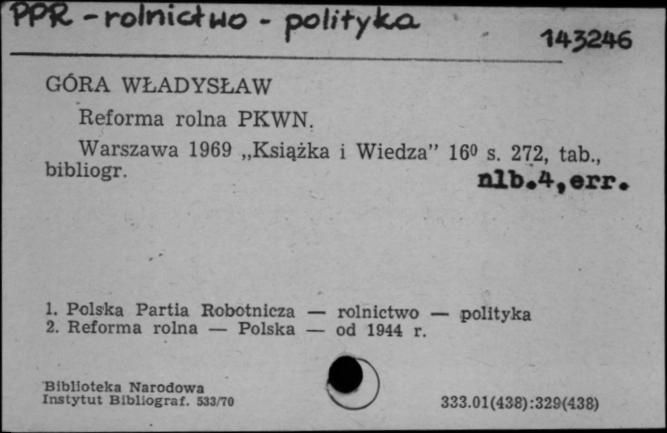 PPR - rolnictwo - polityka
143246
GÓRA WŁADYSŁAW
Reforma rolna PKWN.
Warszawa 1969 „Książka i Wiedza” 16⁰ s. 272, tab.,
bibliogr.
nlb.4,err.
1. Polska Partia Robotnicza — rolnictwo — polityka
2. Reforma rolna — Polska — od 1944 r.
Biblioteka Narodowa
Instytut Bibliograf. 533/70
333.01(438):329(438)